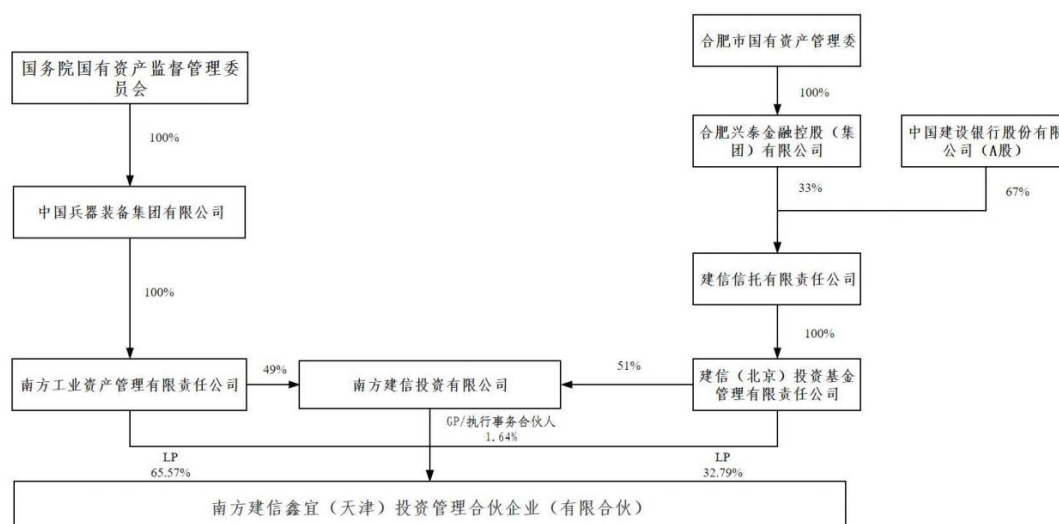 合肥市国有资产管理委
国务院国有资产监督管理委
员会
100%
100%
合肥兴泰金融控股（集
团）有限公司
中国建设银行股份有限
公司（A股）
33%
67%
中国兵器装备集团有限公司
建信信托有限责任公司
100%
100%
南方工业资产管理有限责任公司
49%
南方建信投资有限公司
51%
建信（北京）投资基金
管理有限责任公司
GP/执行事务合伙人
1.64%
LP
65.57%
LP
32.79%
南方建信鑫宜（天津）投资管理合伙企业（有限合伙）